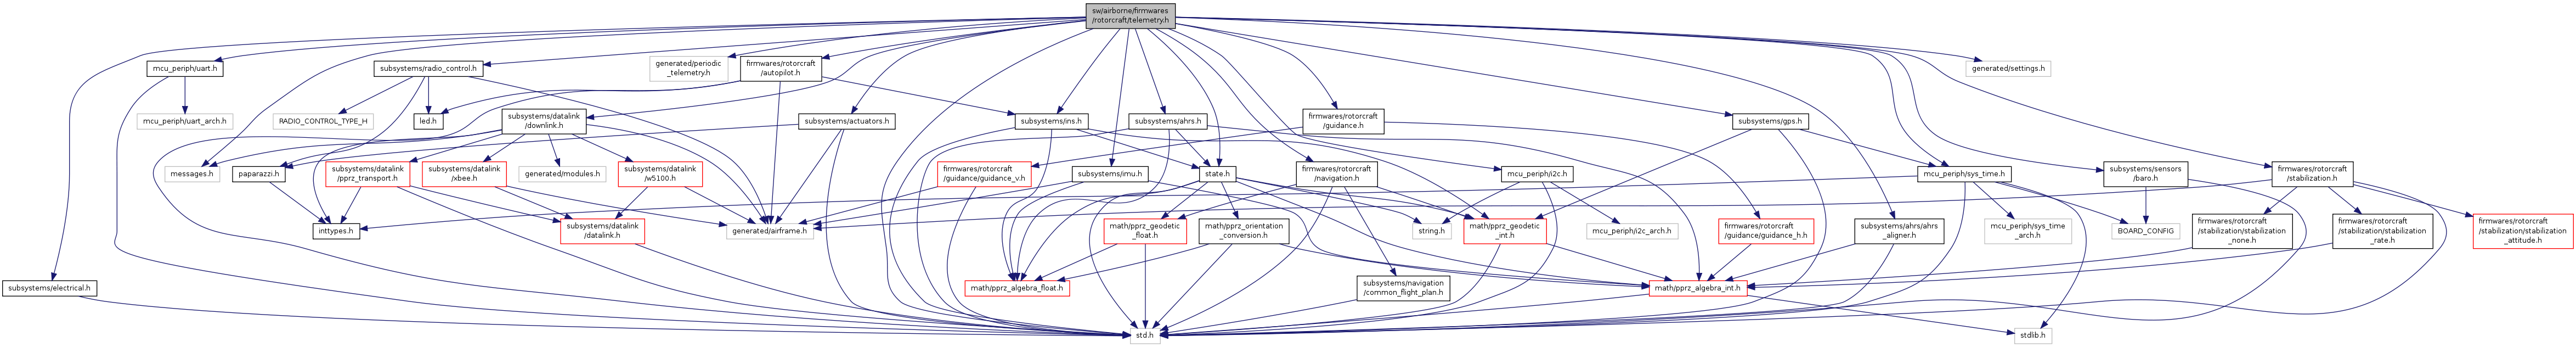 sw/airborne/firmwares
/rotorcraft/telemetry.h
mcu_periph/uart.h
subsystems/radio_control.h
generated/periodic
_telemetry.h
firmwares/rotorcraft
/autopilot.h
generated/settings.h
mcu_periph/uart_arch.h
RADIO_CONTROL_TYPE_H
led.h
subsystems/datalink
/downlink.h
subsystems/actuators.h
subsystems/ins.h
subsystems/ahrs.h
firmwares/rotorcraft
/guidance.h
subsystems/gps.h
messages.h
paparazzi.h
subsystems/datalink
/pprz_transport.h
subsystems/datalink
/xbee.h
generated/modules.h
subsystems/datalink
/w5100.h
firmwares/rotorcraft
/guidance/guidance_v.h
subsystems/imu.h
state.h
firmwares/rotorcraft
/navigation.h
mcu_periph/i2c.h
mcu_periph/sys_time.h
subsystems/sensors
/baro.h
firmwares/rotorcraft
/stabilization.h
inttypes.h
subsystems/datalink
/datalink.h
generated/airframe.h
math/pprz_geodetic
_float.h
math/pprz_orientation
_conversion.h
string.h
math/pprz_geodetic
_int.h
mcu_periph/i2c_arch.h
firmwares/rotorcraft
/guidance/guidance_h.h
subsystems/ahrs/ahrs
_aligner.h
mcu_periph/sys_time
_arch.h
BOARD_CONFIG
firmwares/rotorcraft
/stabilization/stabilization
_none.h
firmwares/rotorcraft
/stabilization/stabilization
_rate.h
firmwares/rotorcraft
/stabilization/stabilization
_attitude.h
subsystems/electrical.h
math/pprz_algebra_float.h
subsystems/navigation
/common_flight_plan.h
math/pprz_algebra_int.h
std.h
stdlib.h